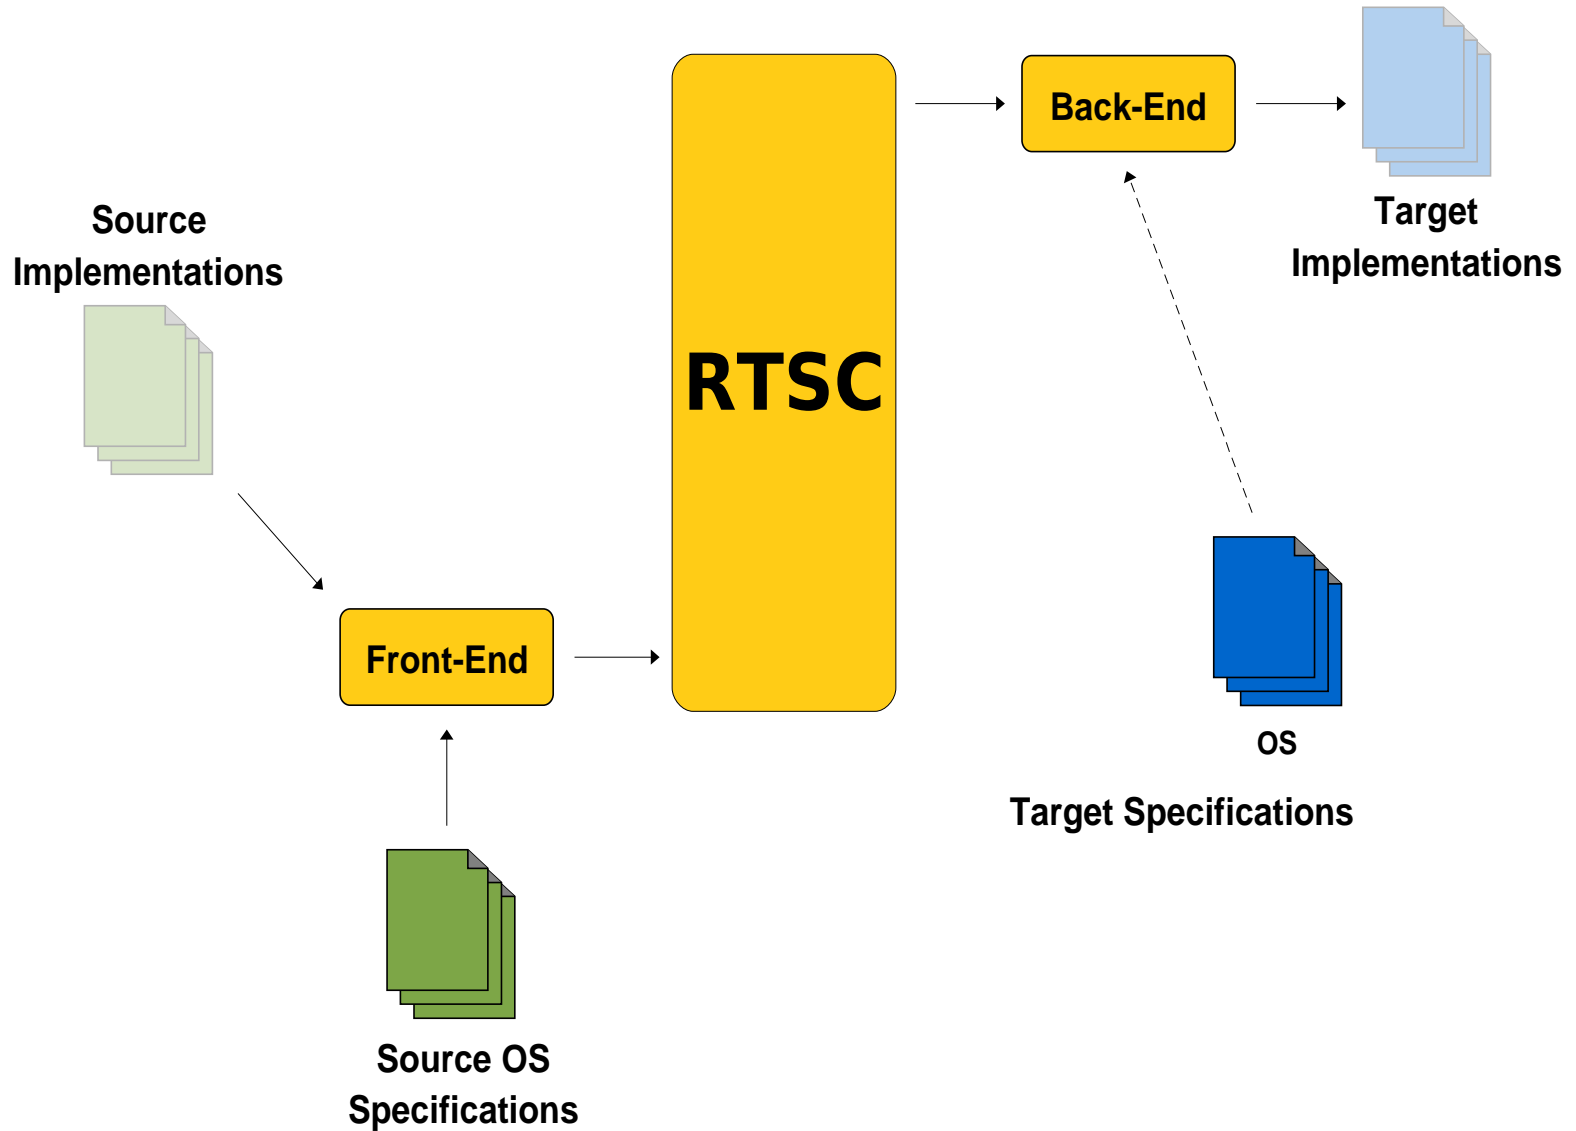 Back-End
Source
Implementations
Target
Implementations
RTSC
Front-End
OS
Target Specifications
Source OS
Specifications